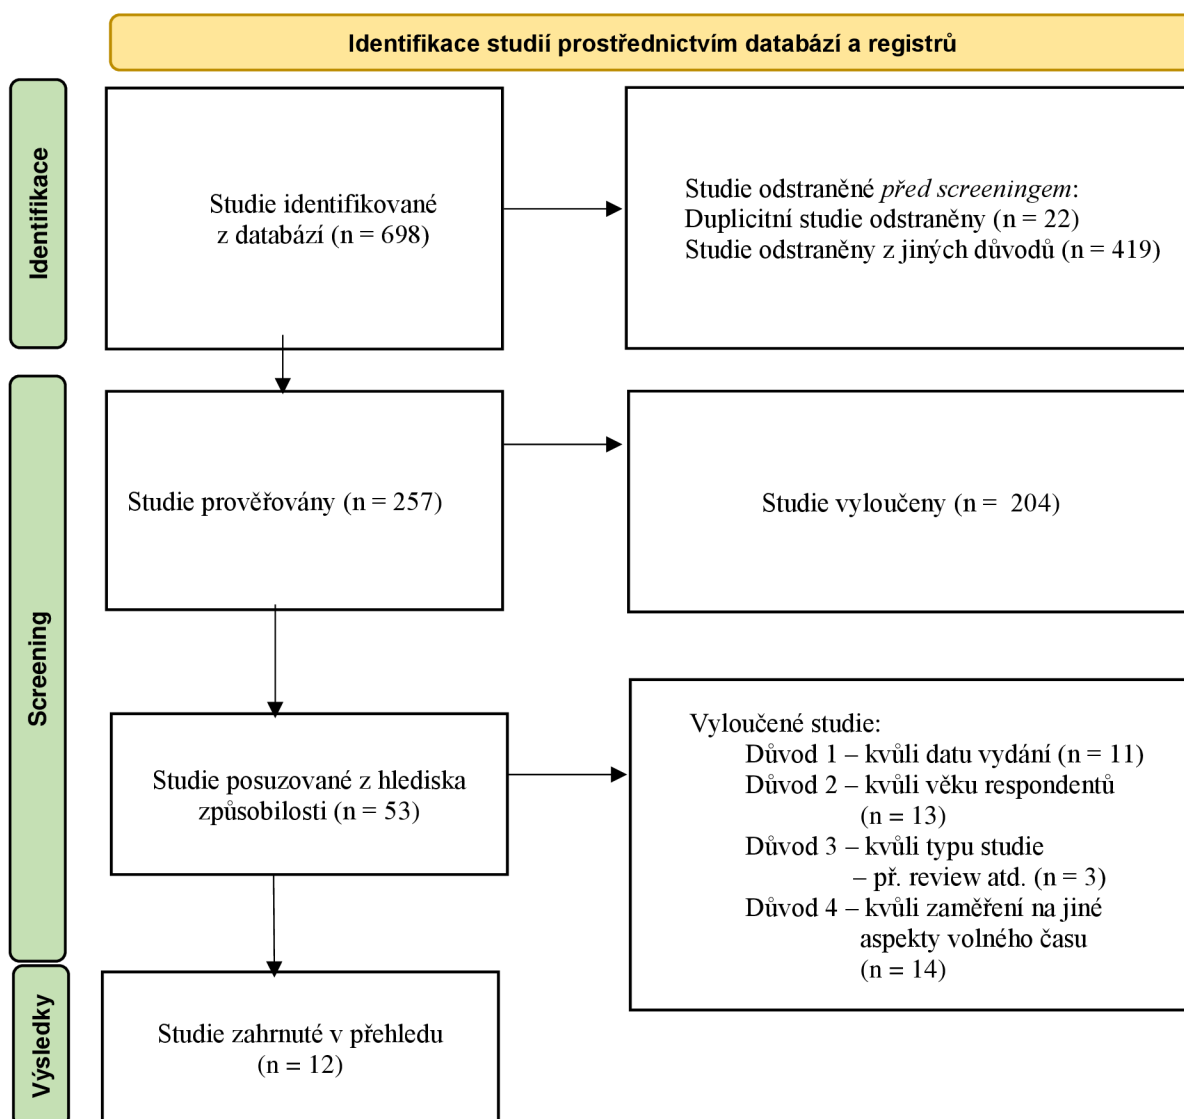 Identifikace studií prostřednictvím databází a registrů
Identifikace
Studie identifikované
z databází (n = 698)
Studie odstraněné před screeningem:
Duplicitní studie odstraněny (n = 22)
Studie odstraněny z jiných důvodů (n = 419)
Screening
Studie prověřovány (n = 257)
Studie vyloučeny (n =  204)
Studie posuzované z hlediska
způsobilosti (n = 53)
Vyloučené studie:
Důvod 1 – kvůli datu vydání (n = 11)
Důvod 2 – kvůli věku respondentů
(n = 13)
Důvod 3 – kvůli typu studie
– př. review atd. (n = 3)
Důvod 4 – kvůli zaměření na jiné
aspekty volného času
(n = 14)
Výsledky
Studie zahrnuté v přehledu
(n = 12)